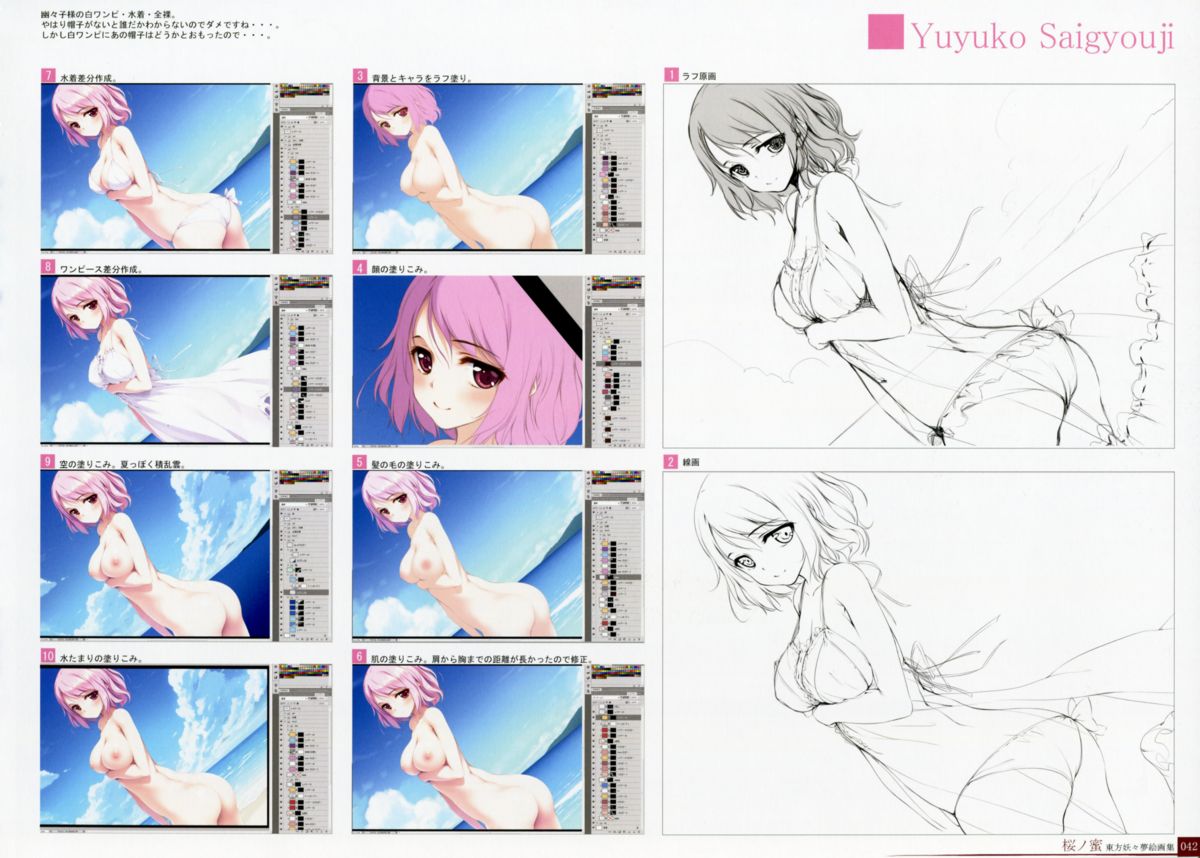 幽々子様の白ワンピ・水着・全裸。
やはり帽子がないと誰だかわからないのでダメですね・・・。
しかし白ワンピにあの帽子はどうかとおもったので・・・。
Yuyuko Saigyouji
1 ラフ原画
2 線画
3 背景とキャラをラフ塗り。
4 顔の塗りこみ。
5 髪の毛の塗りこみ。
6 肌の塗りこみ。肩から胸までの距離が長かったので修正。
7 水着差分作成。
8 ワンピース差分作成。
9 空の塗りこみ。夏っぽく積乱雲。
10 水たまりの塗りこみ。
桜ノ蜜 東方妖々夢絵画集 042